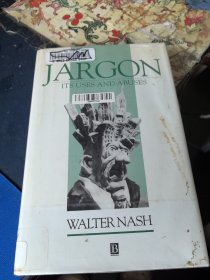 JARGON
ITS USES AND ABUSES
WALTER NASH
B